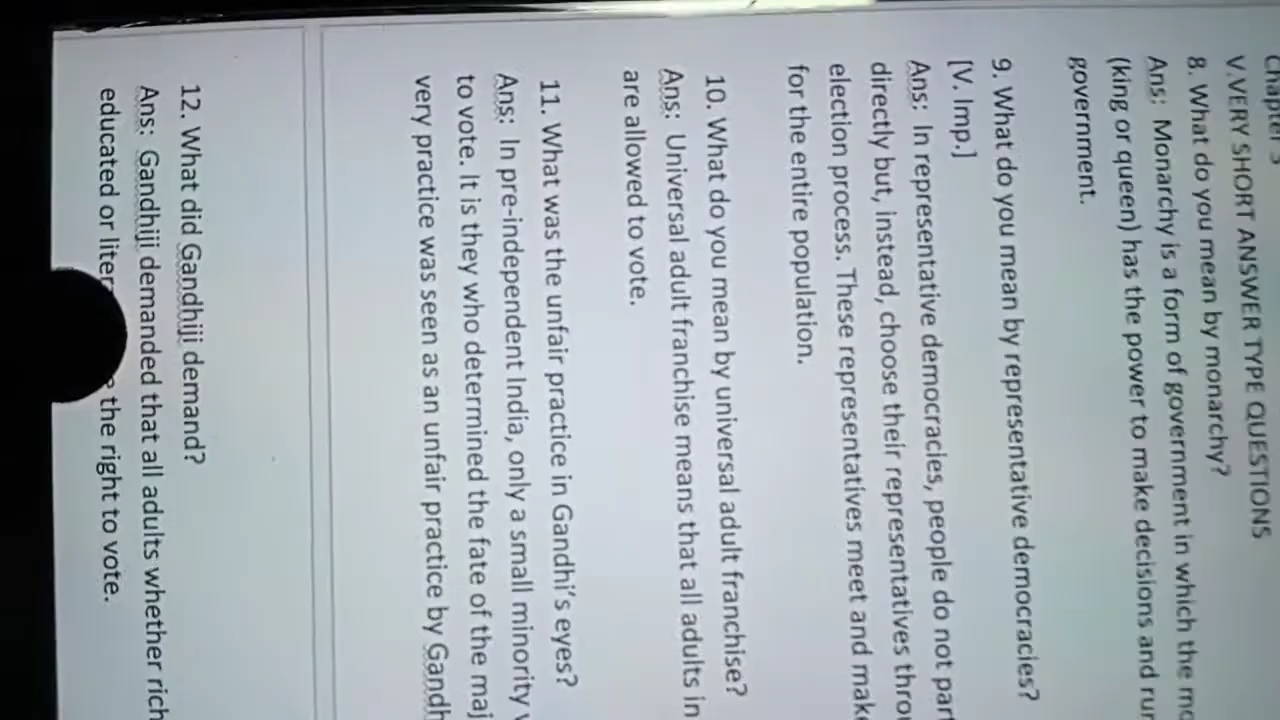 Chapter 3
V.VERY SHORT ANSWER TYPE QUESTIONS
8. What do you mean by monarchy?
Ans: Monarchy is a form of government in which the
(king or queen) has the power to make decisions and
government.
9. What do you mean by representative democracies?
[V. Imp.]
Ans: In representative democracies, people do not
directly but, instead, choose their representatives
election process. These representatives meet and
for the entire population.
10. What do you mean by universal adult franchise?
Ans: Universal adult franchise means that all adults in
are allowed to vote.
11. What was the unfair practice in Gandhi's eyes?
Ans: In pre-independent India, only a small minority
to vote. It is they who determined the fate of the
very practice was seen as an unfair practice by
12. What did Gandhiji demand?
Ans: Gandhiji demanded that all adults whether rich
educated or the right to vote.